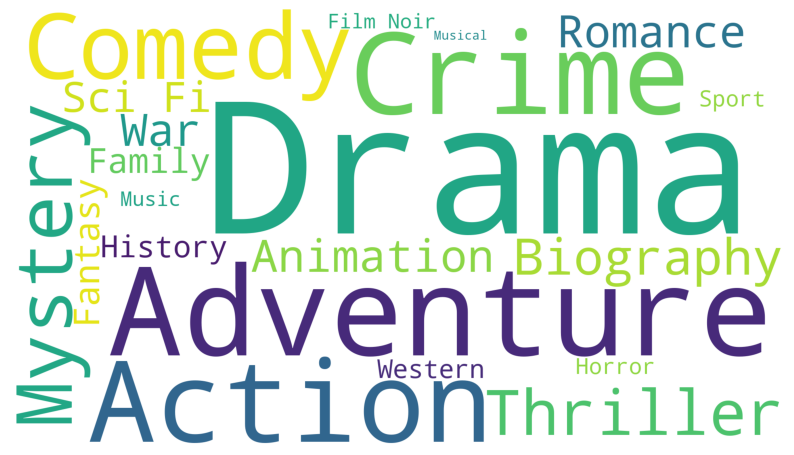 Film Noir
Musical
Comedy
Crime
Romance
Sci Fi
Sport
War
Drama
Family
Mystery
Fantasy
Music
History
Animation
Biography
Adventure
Western
Horror
Action
Thriller